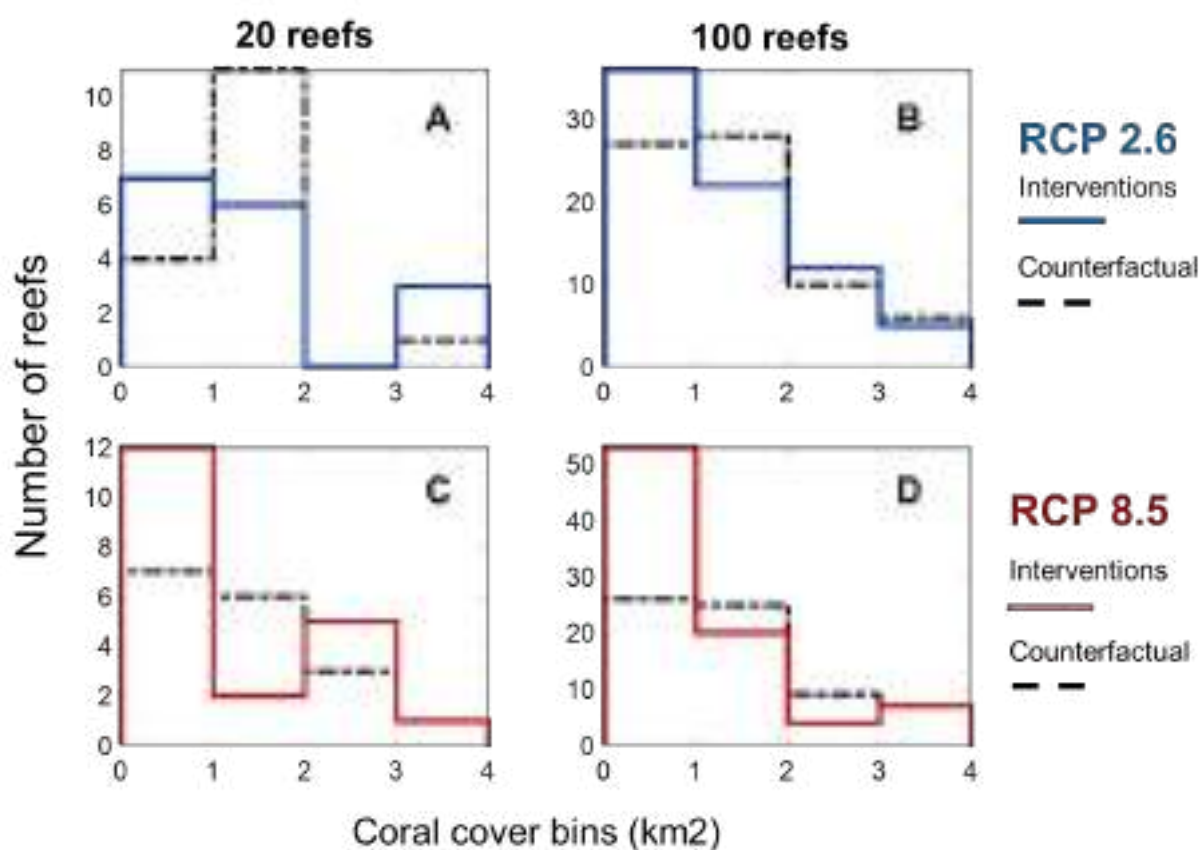 20 reefs
100 reefs
Number of reefs
A
10
8
6
4
2
0
0 1 2 3 4
B
30
20
10
0
0 1 2 3 4
RCP 2.6
Interventions
Counterfactual
C
12
10
8
6
4
2
0
0 1 2 3 4
D
50
40
30
20
10
0
0 1 2 3 4
RCP 8.5
Interventions
Counterfactual
Coral cover bins (km2)